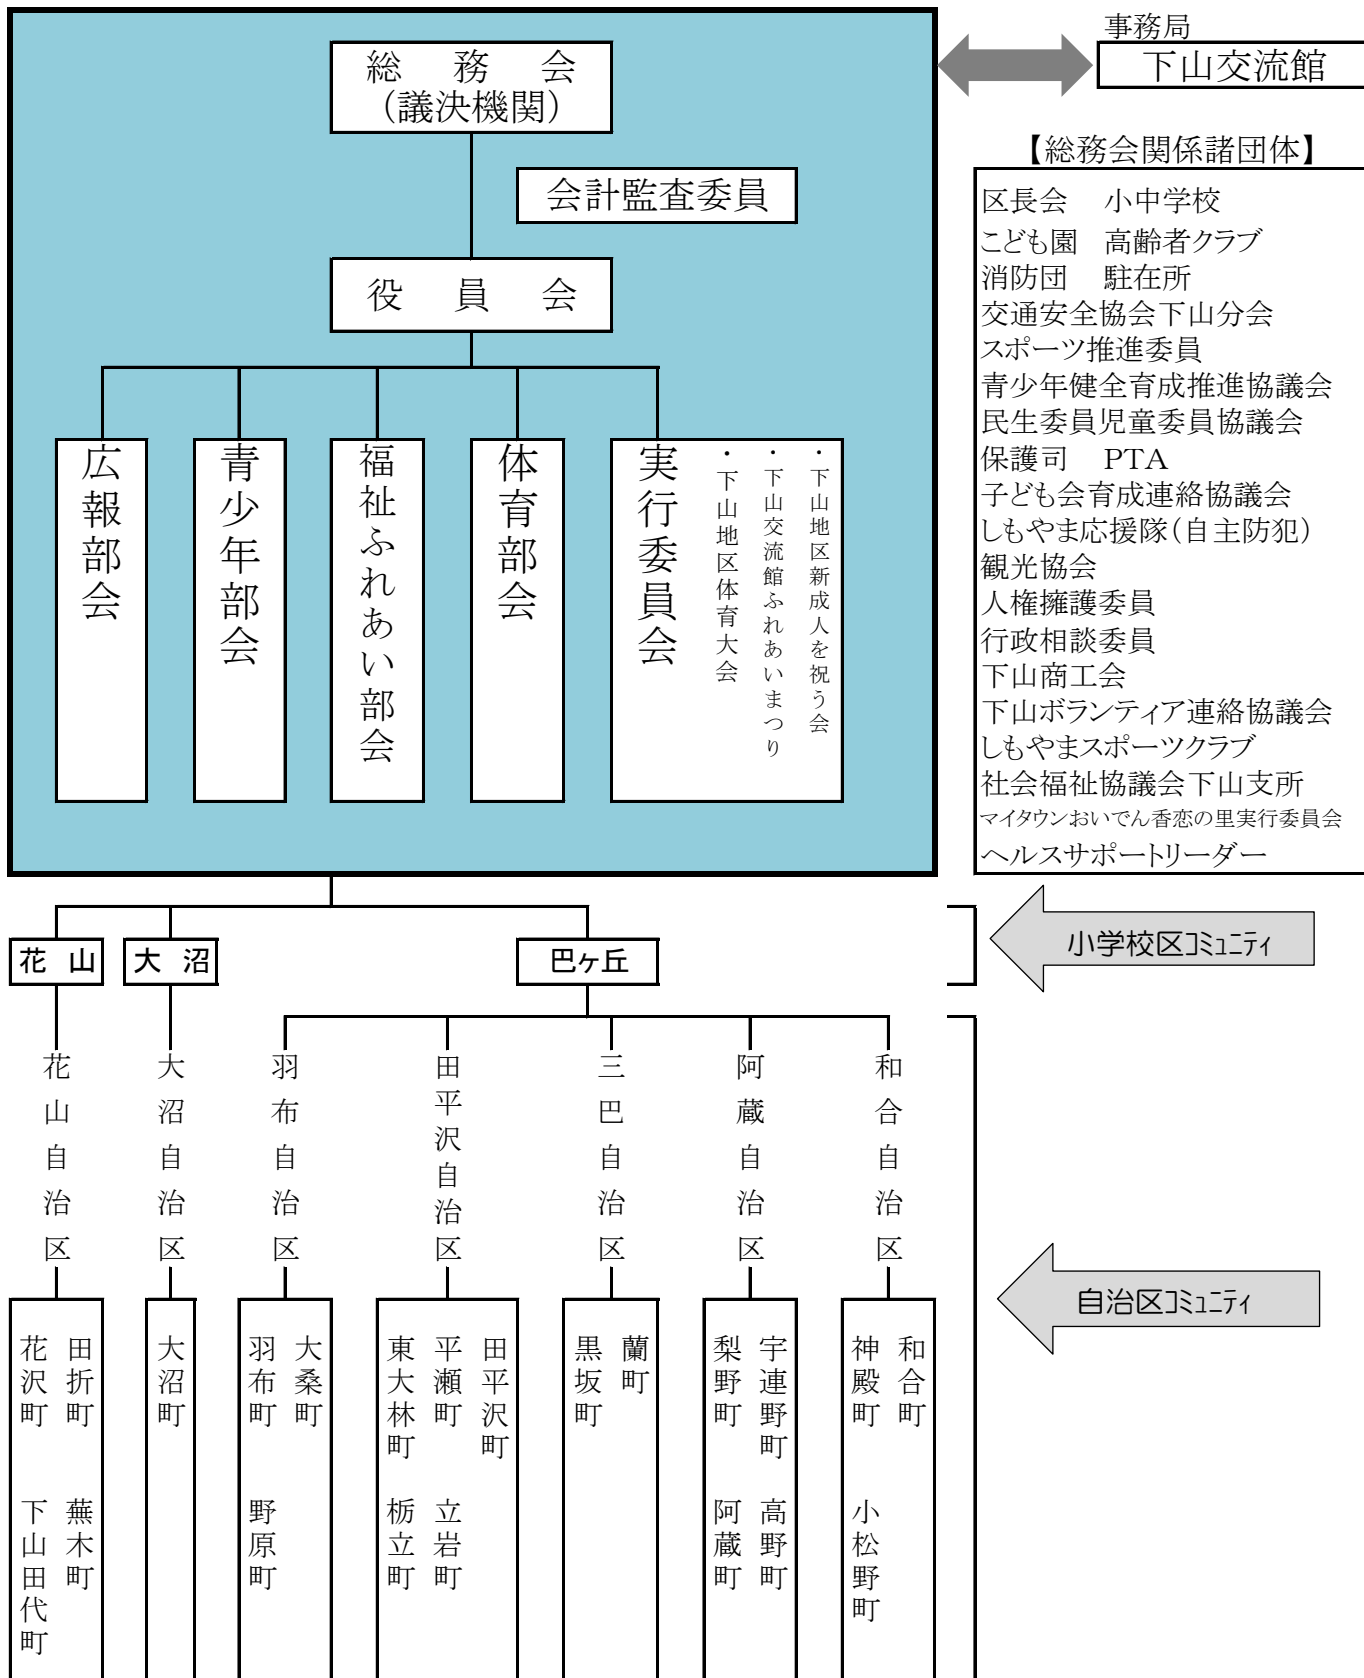 総務会
（議決機関）
会計監査委員
役員会
広報部会
青少年部会
福祉ふれあい部会
体育部会
実行委員会
・下山地区新成人を祝う会
・下山交流館ふれあいまつり
・下山地区体育大会
事務局
下山交流館
【総務会関係諸団体】
区長会　小中学校
こども園　高齢者クラブ
消防団　駐在所
交通安全協会下山分会
スポーツ推進委員
青少年健全育成推進協議会
民生委員児童委員協議会
保護司　PTA
子ども会育成連絡協議会
しもやま応援隊（自主防犯）
観光協会
人権擁護委員
行政相談委員
下山商工会
下山ボランティア連絡協議会
しもやまスポーツクラブ
社会福祉協議会下山支所
マイタウンおいでん香恋の里実行委員会
ヘルスサポートリーダー
花山
大沼
巴ヶ丘
小学校区ｺﾐｭﾆﾃｨ
花山自治区
大沼自治区
羽布自治区
田平沢自治区
三巴自治区
阿蔵自治区
和合自治区
自治区ｺﾐｭﾆﾃｨ
田折町　蕪木町
花沢町　下山田代町
大沼町
大桑町
羽布町　野原町
田平沢町
平瀬町　立岩町
東大林町　栃立町
蘭町
黒坂町
宇連野町　高野町
梨野町　阿蔵町
和合町
神殿町　小松野町